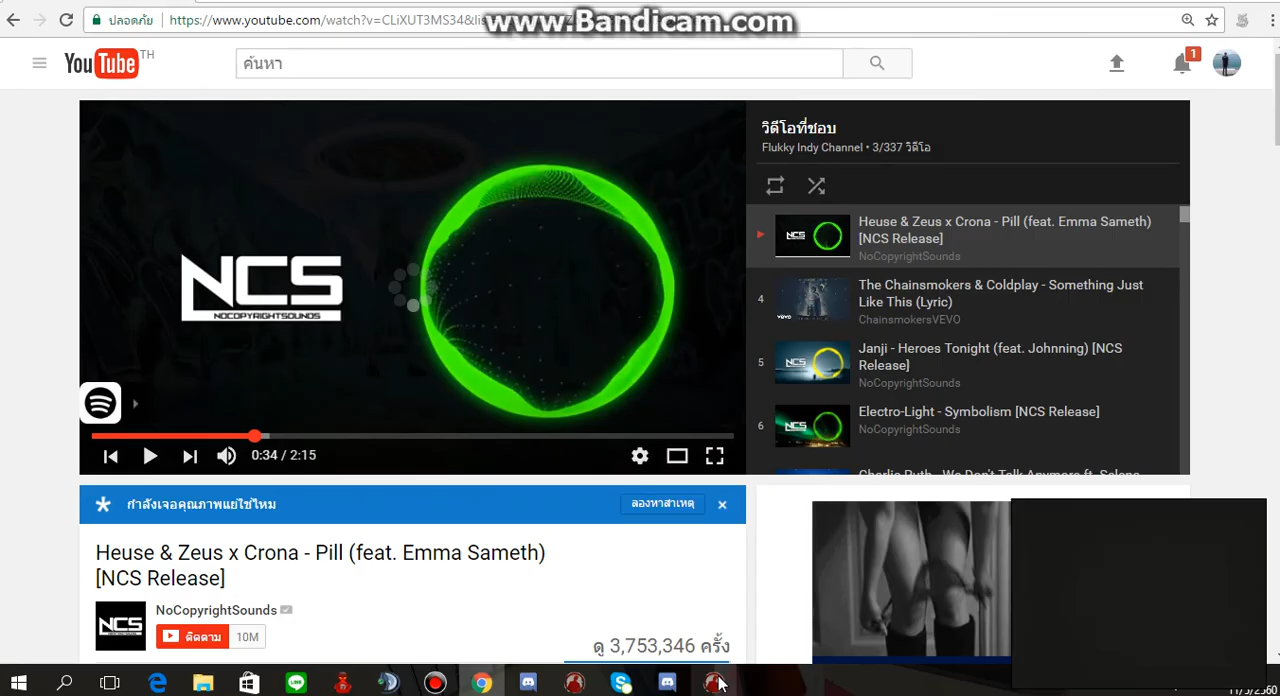 ปลอดภัย
https://www.youtube.com/watch?v=CLiXUT3MS34&lis
www.Bandicam.com
YouTube TH
ค้นหา
1
NCS
NOCOPYRIGHTSOUNDS
0:34 / 2:15
วิดีโอที่ชอบ
Flukky Indy Channel • 3/337 วิดีโอ
Heuse & Zeus x Crona - Pill (feat. Emma Sameth)
[NCS Release]
NoCopyrightSounds
4
The Chainsmokers & Coldplay - Something Just
Like This (Lyric)
ChainsmokersVEVO
5
Janji - Heroes Tonight (feat. Johnning) [NCS
Release]
NoCopyrightSounds
6
Electro-Light - Symbolism [NCS Release]
NoCopyrightSounds
กำลังเจอคุณภาพแย่ใช่ไหม
ลองหาสาเหตุ
Heuse & Zeus x Crona - Pill (feat. Emma Sameth)
[NCS Release]
NCS
NoCopyrightSounds
ติดตาม
10M
ดู 3,753,346 ครั้ง
LINE